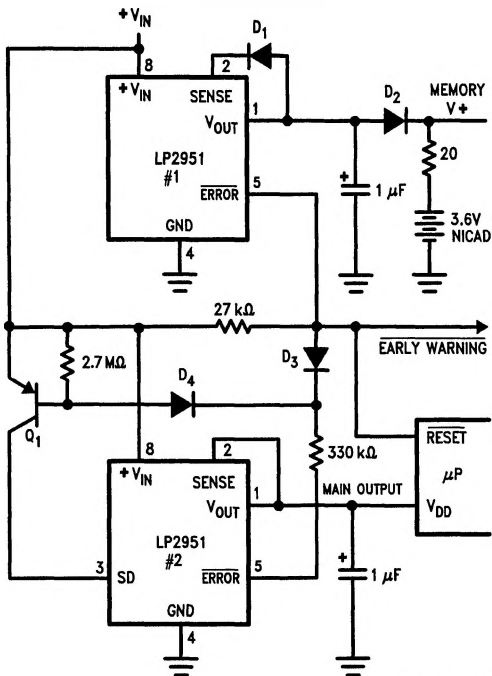 +VIN
D1
8
2
+VIN
SENSE
1
VOUT
D2
MEMORY
V+
LP2951
#1
20
+
1 µF
5
ERROR
3.6V
NICAD
GND
4
27 kΩ
EARLY WARNING
2.7 MΩ
D3
D4
Q1
8
2
330 kΩ
RESET
+VIN
SENSE
µP
1
MAIN OUTPUT
VOUT
VDD
LP2951
#2
3
SD
5
ERROR
+
1 µF
GND
4